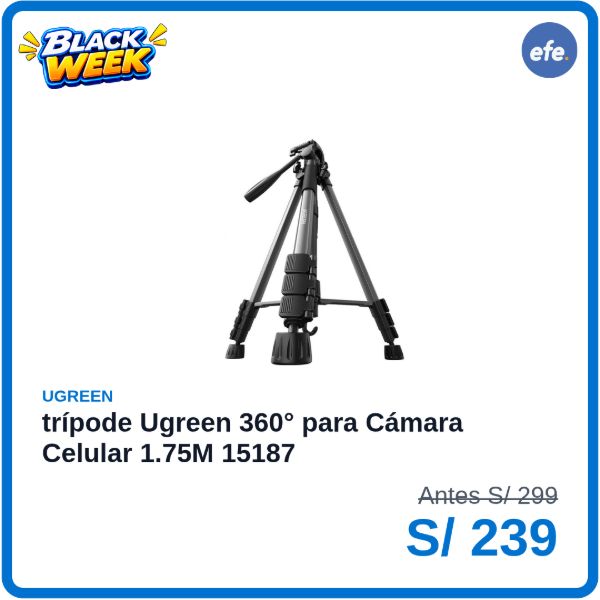 BLACK
WEEK
efe.
UGREEN
trípode Ugreen 360° para Cámara
Celular 1.75M 15187
Antes S/ 299
S/ 239